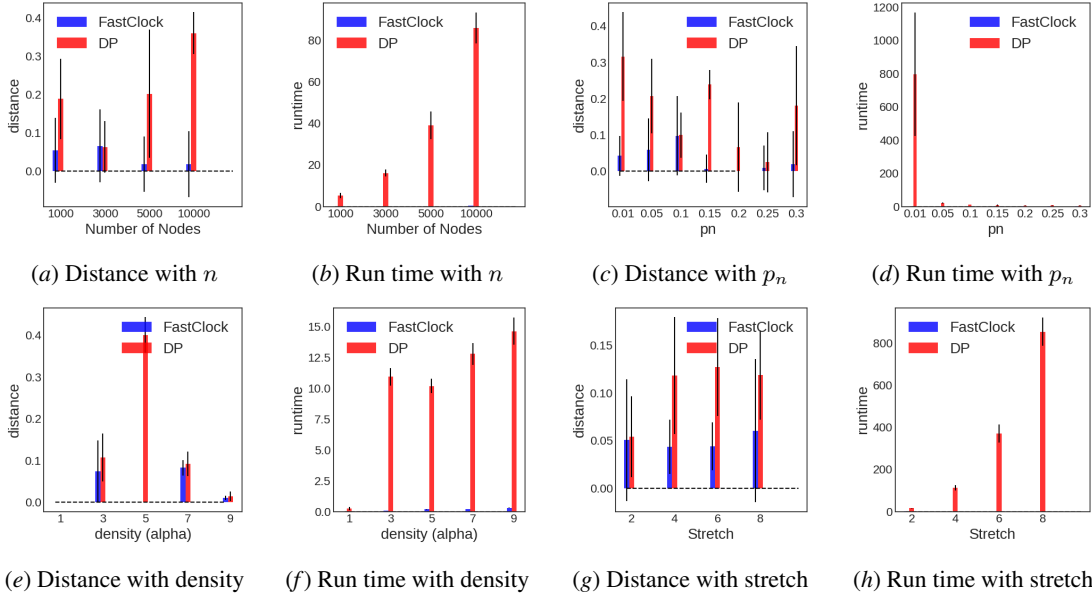 FastClock
DP
distance
0.4
0.3
0.2
0.1
0.0
1000 3000 5000 10000
Number of Nodes
(a) Distance with n
FastClock
DP
runtime
80
60
40
20
0
1000 3000 5000 10000
Number of Nodes
(b) Run time with n
FastClock
DP
distance
0.4
0.3
0.2
0.1
0.0
0.01 0.05 0.1 0.15 0.2 0.25 0.3
pn
(c) Distance with pn
FastClock
DP
runtime
1200
1000
800
600
400
200
0
0.01 0.05 0.1 0.15 0.2 0.25 0.3
pn
(d) Run time with pn
FastClock
DP
distance
0.4
0.3
0.2
0.1
0.0
1 3 5 7 9
density (alpha)
(e) Distance with density
FastClock
DP
runtime
15.0
12.5
10.0
7.5
5.0
2.5
0.0
1 3 5 7 9
density (alpha)
(f) Run time with density
FastClock
DP
distance
0.15
0.10
0.05
0.00
2 4 6 8
Stretch
(g) Distance with stretch
FastClock
DP
runtime
800
600
400
200
0
2 4 6 8
Stretch
(h) Run time with stretch